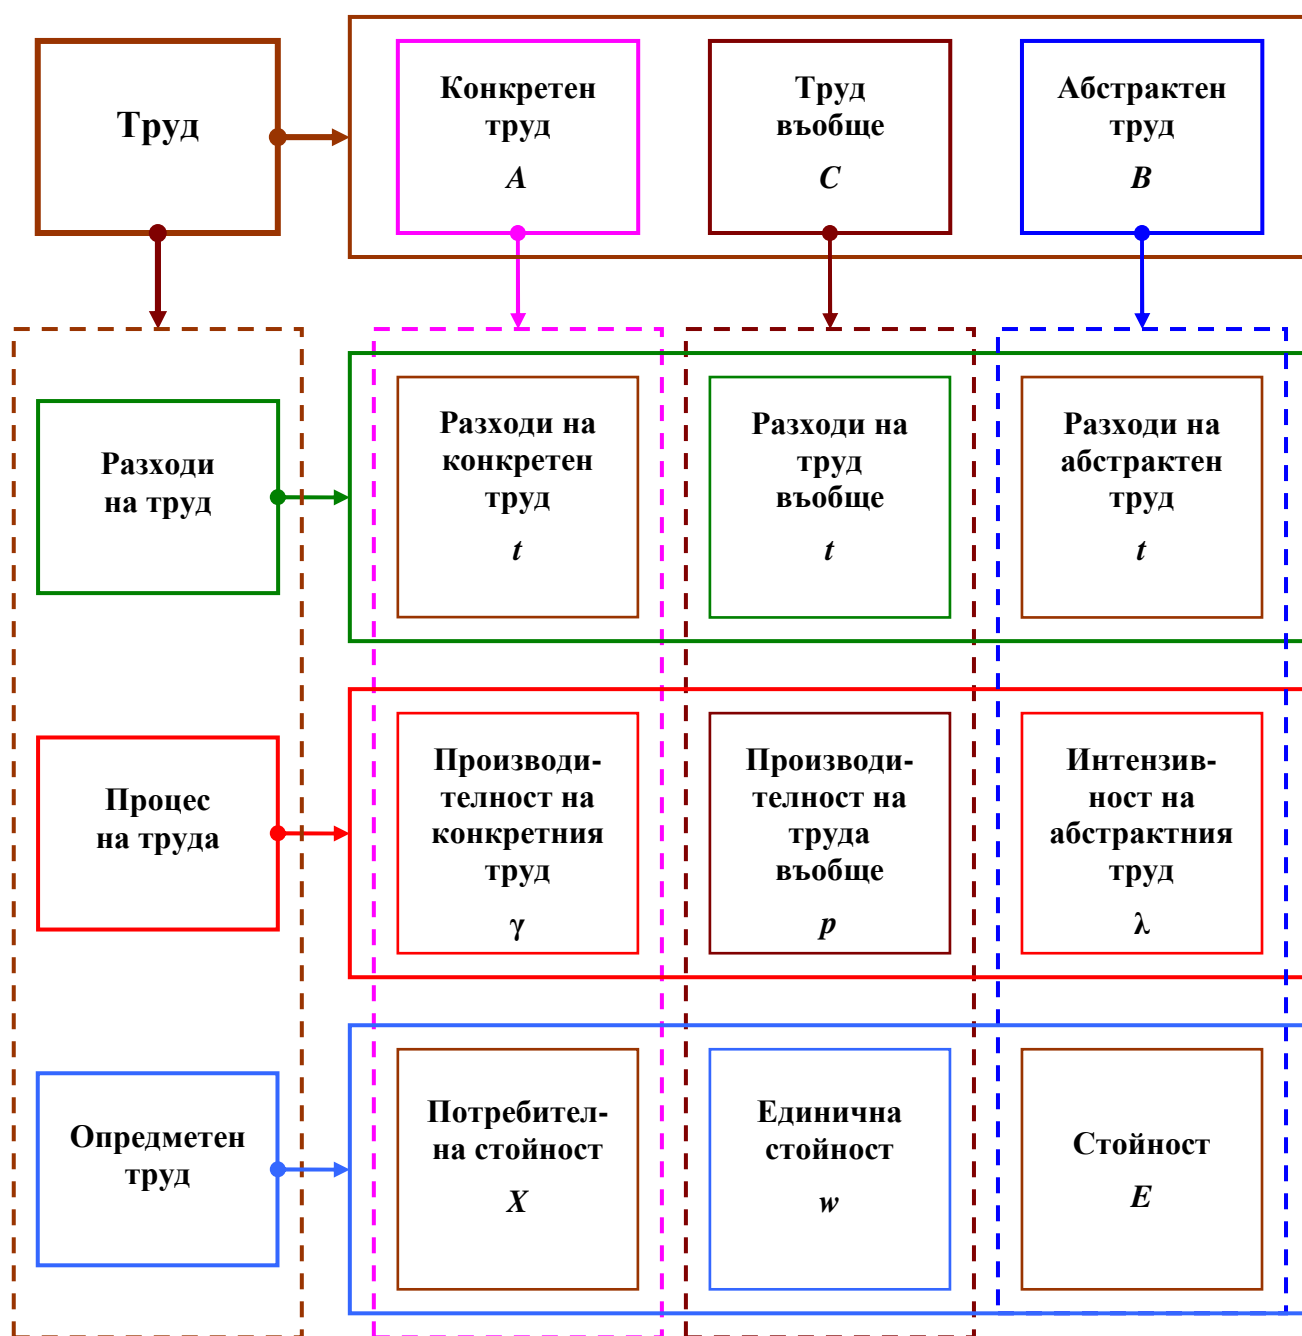 Труд
Конкретен
труд
A
Труд
въобще
C
Абстрактен
труд
B
Разходи
на труд
Разходи на
конкретен
труд
t
Разходи на
труд
въобще
t
Разходи на
абстрактен
труд
t
Процес
на труда
Производи-
телност на
конкретния
труд
γ
Производи-
телност на
труда
въобще
p
Интензив-
ност на
абстрактния
труд
λ
Опредметен
труд
Потребител-
на стойност
X
Единична
стойност
w
Стойност
E